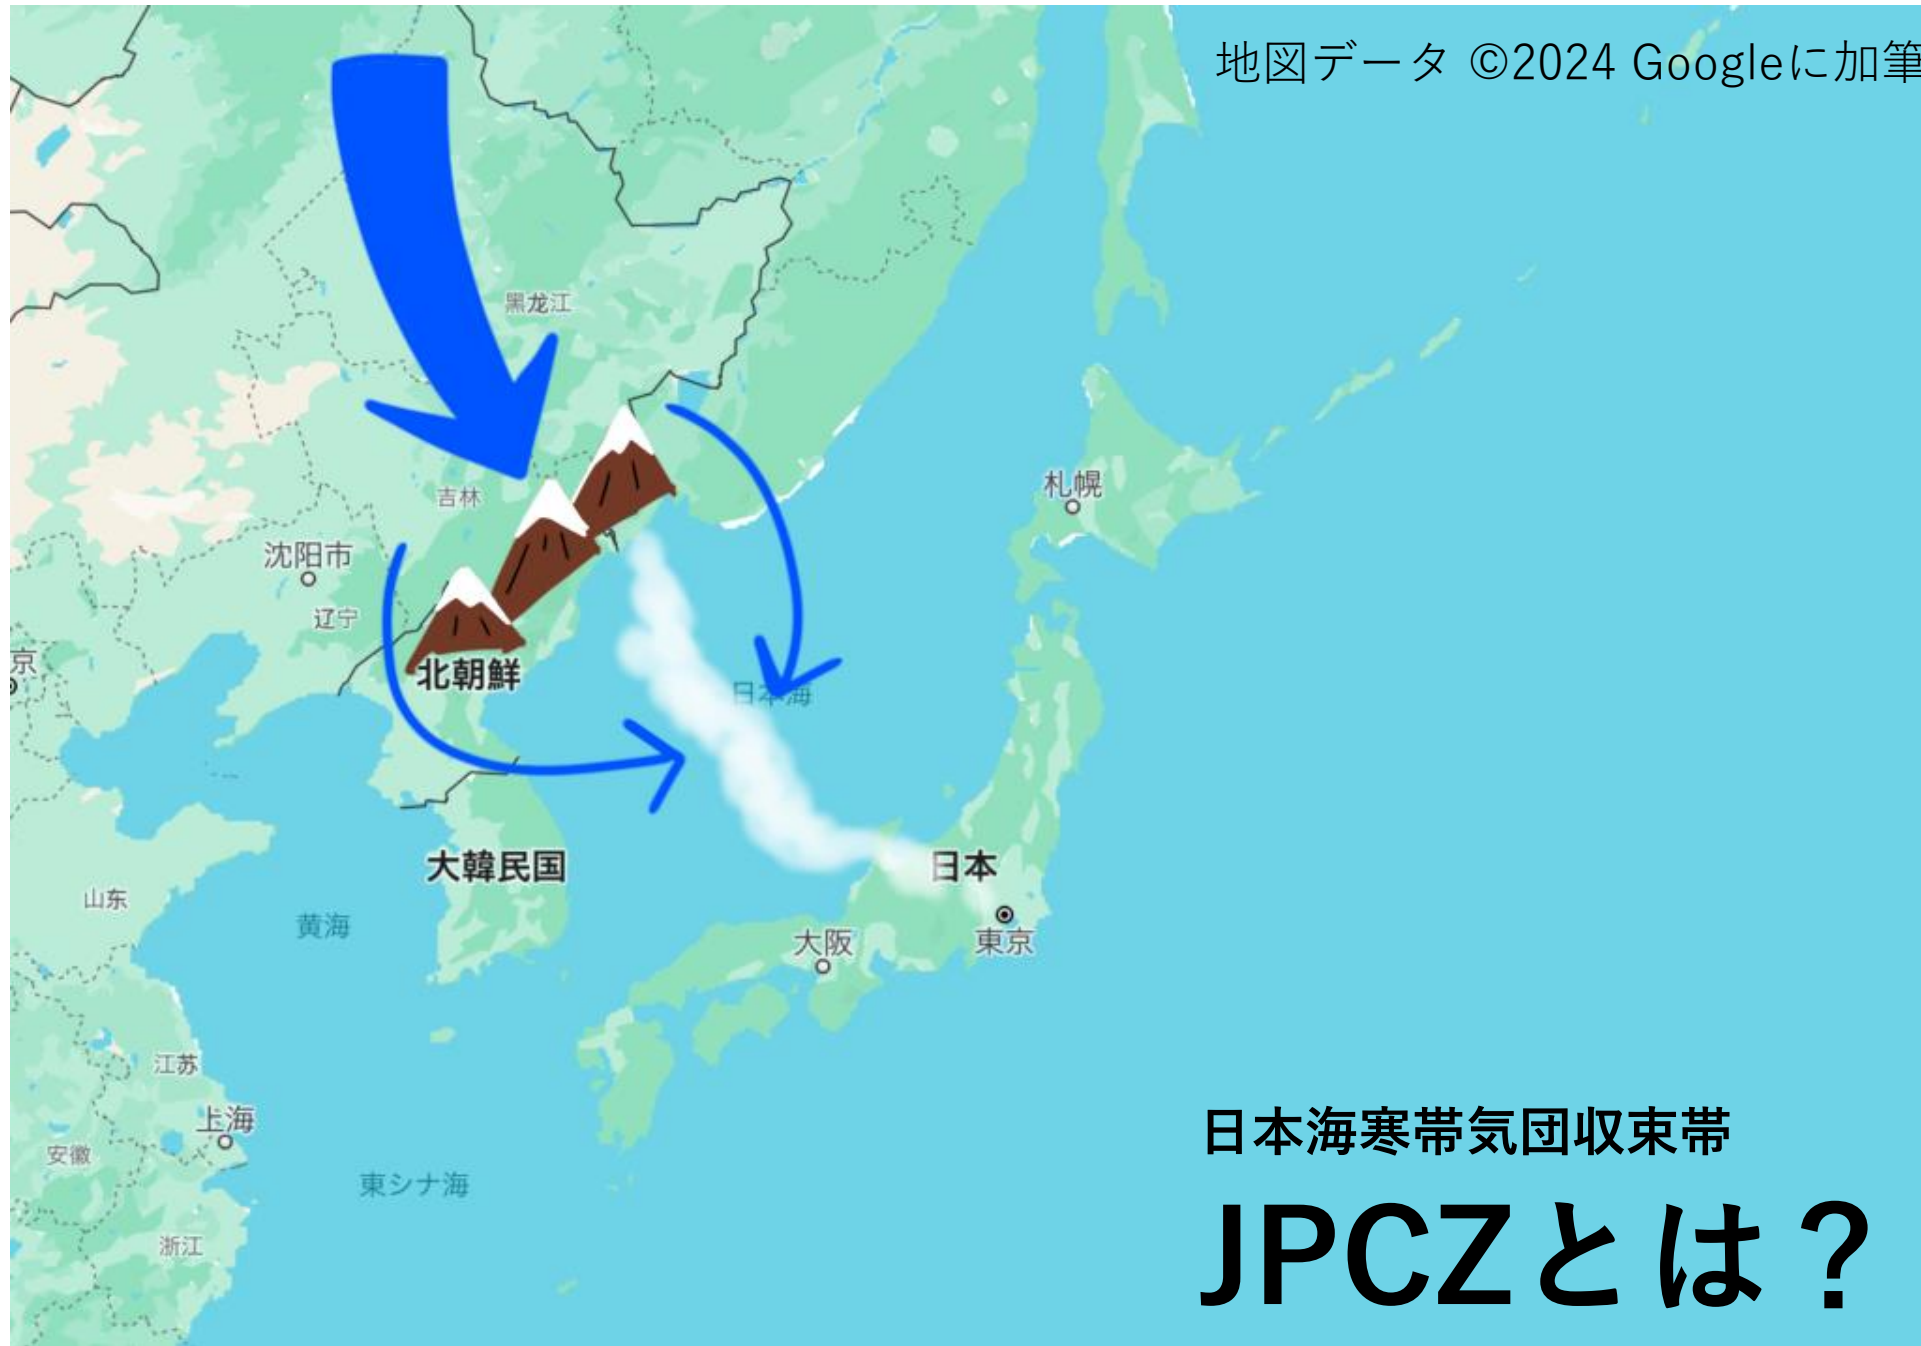 地図データ ©2024 Googleに加筆
黑龙江
吉林
札幌
沈阳市
辽宁
京
北朝鮮
日本海
大韓民国
日本
山东
黄海
大阪
東京
江苏
上海
安徽
東シナ海
浙江
日本海寒帯気団収束帯
JPCZとは？